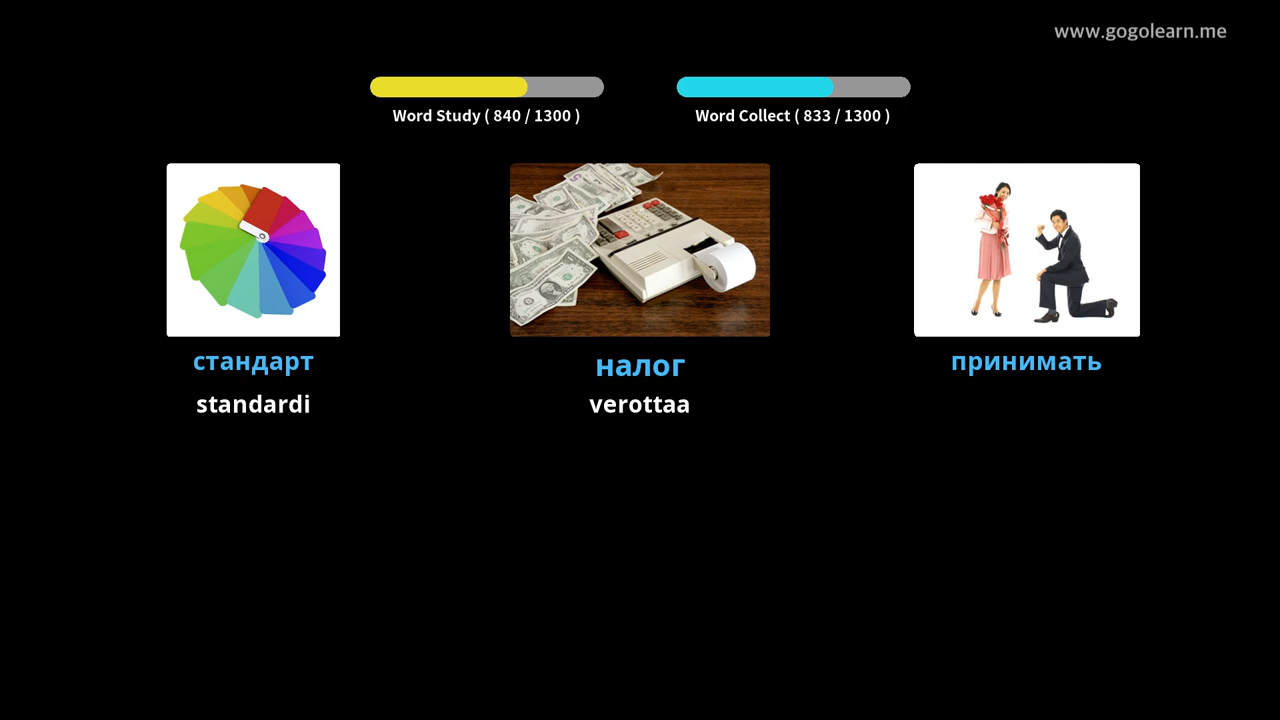 www.gogolearn.me
Word Study ( 840 / 1300 )
Word Collect ( 833 / 1300 )
стандарт
налог
принимать
standardi
verottaa